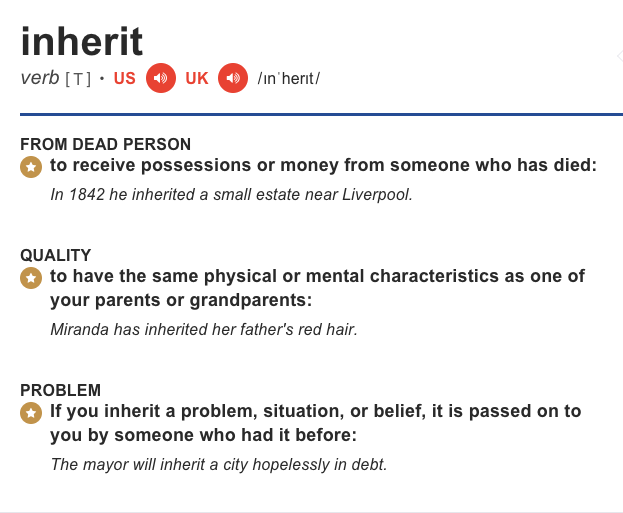 inherit
verb [ T ] • US UK /ɪnˈherɪt/
FROM DEAD PERSON
to receive possessions or money from someone who has died:
In 1842 he inherited a small estate near Liverpool.
QUALITY
to have the same physical or mental characteristics as one of
your parents or grandparents:
Miranda has inherited her father's red hair.
PROBLEM
If you inherit a problem, situation, or belief, it is passed on to
you by someone who had it before:
The mayor will inherit a city hopelessly in debt.